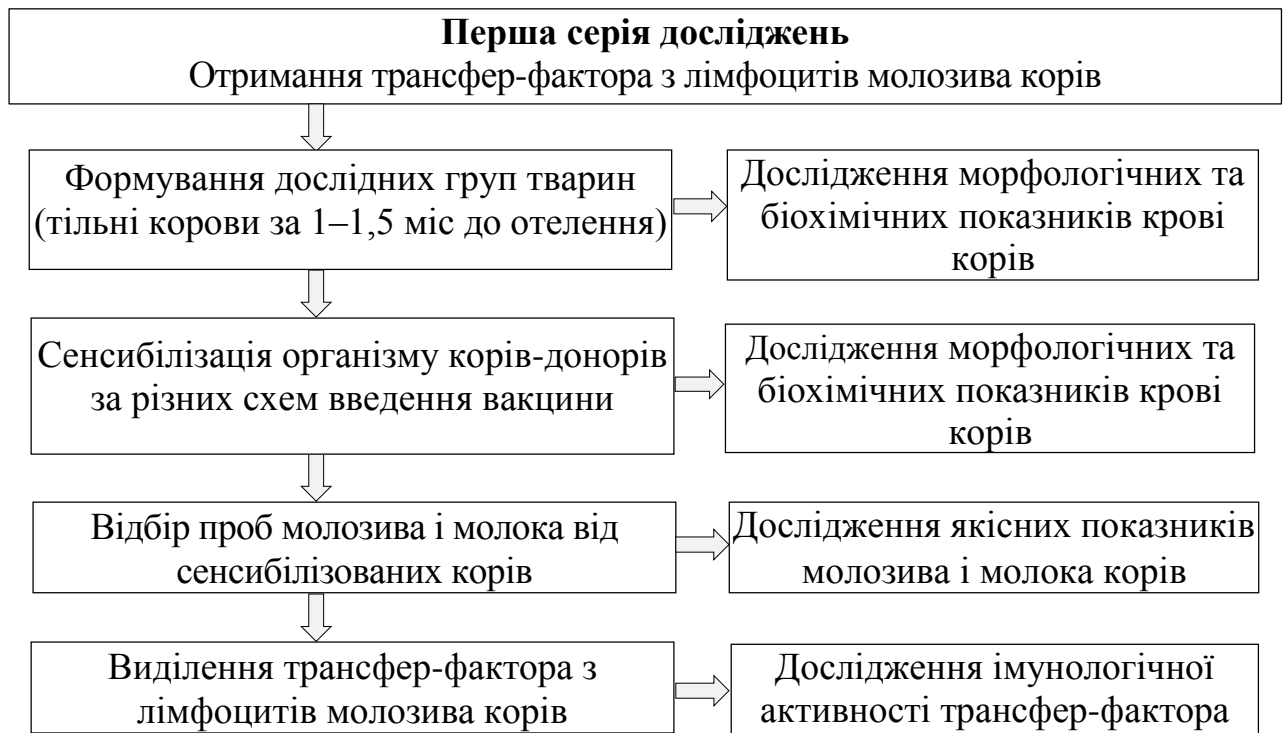 Перша серія досліджень
Отримання трансфер-фактора з лімфоцитів молозива корів
Формування дослідних груп тварин
(тільні корови за 1–1,5 міс до отелення)
Дослідження морфологічних та
біохімічних показників крові
корів
Сенсибілізація організму корів-донорів
за різних схем введення вакцини
Дослідження морфологічних та
біохімічних показників крові
корів
Відбір проб молозива і молока від
сенсибілізованих корів
Дослідження якісних показників
молозива і молока корів
Виділення трансфер-фактора з
лімфоцитів молозива корів
Дослідження імунологічної
активності трансфер-фактора